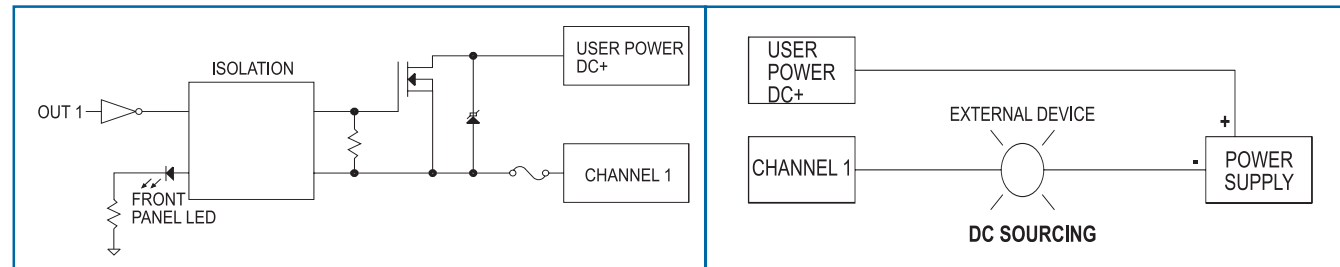 ISOLATION
OUT 1
FRONT
PANEL LED
USER POWER
DC+
CHANNEL 1
USER
POWER
DC+
CHANNEL 1
EXTERNAL DEVICE
DC SOURCING
+
-
POWER
SUPPLY